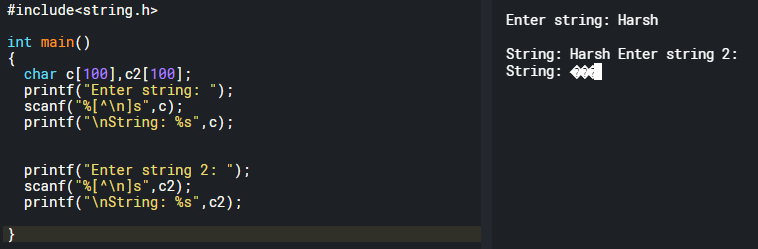 #include<string.h>
int main()
{
char c[100],c2[100];
printf("Enter string: ");
scanf("%[^\n]s",c);
printf("\nString: %s",c);
printf("Enter string 2: ");
scanf("%[^\n]s",c2);
printf("\nString: %s",c2);
}
Enter string: Harsh
String: Harsh Enter string 2:
String: ���